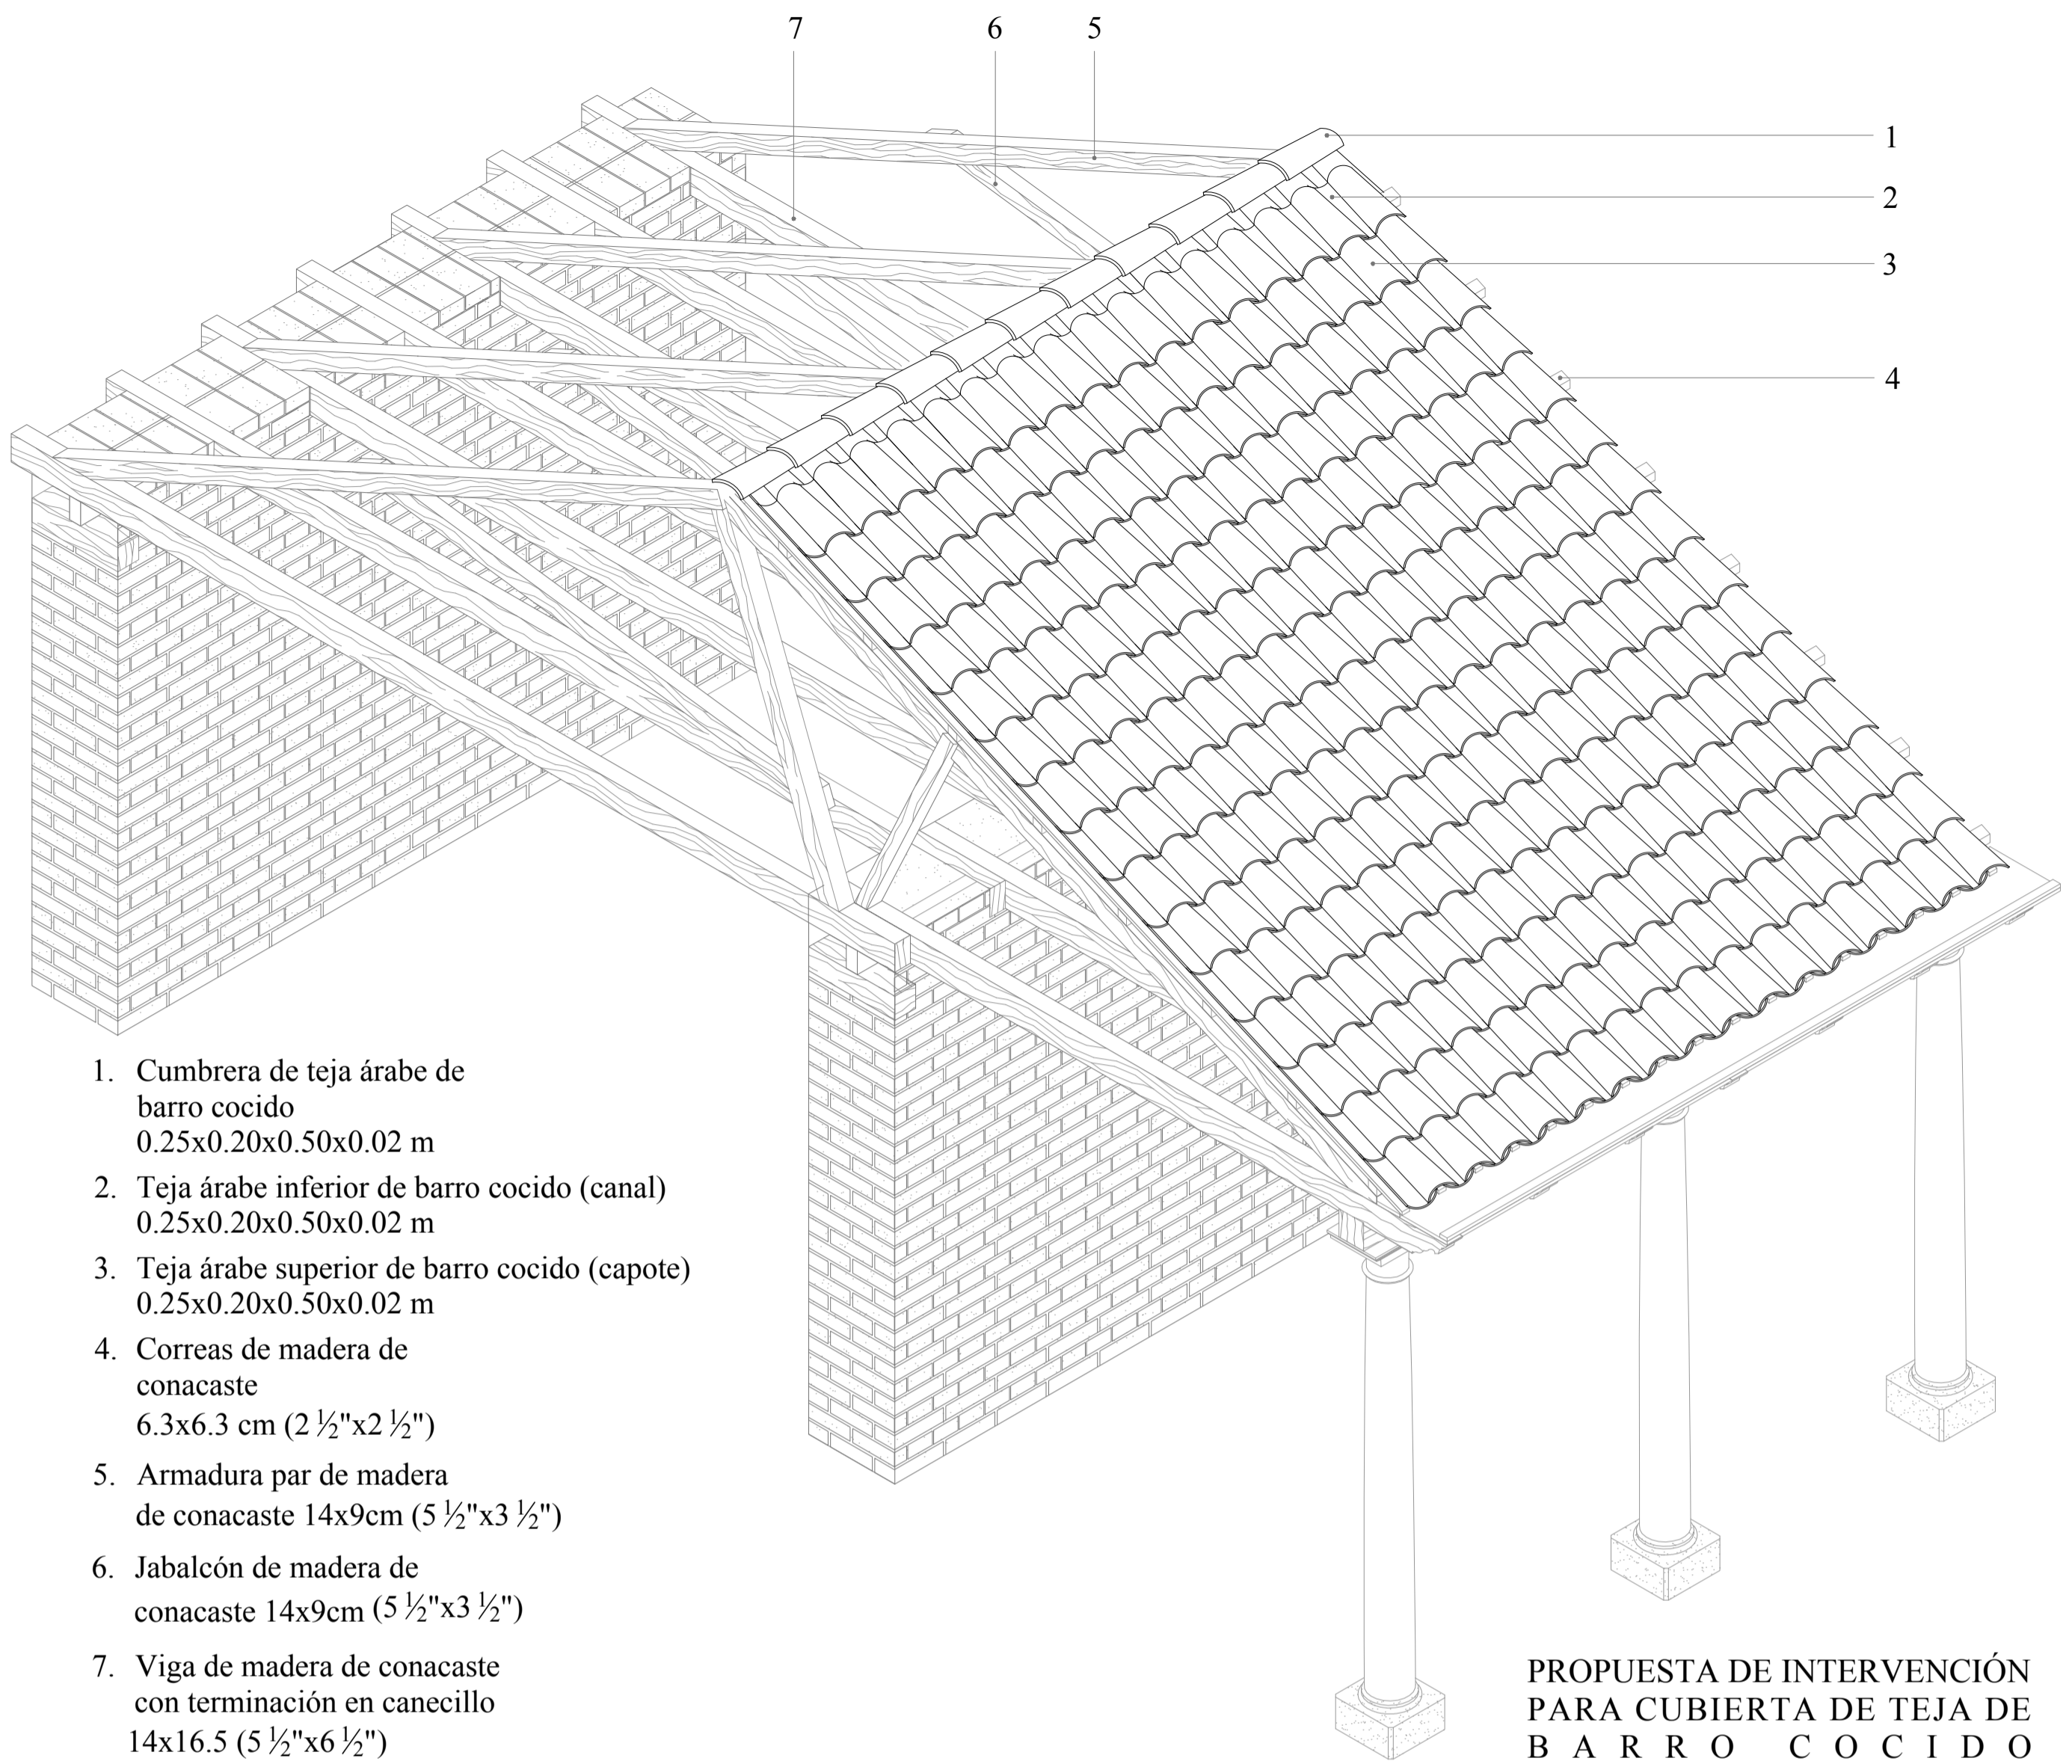 7 6 5
1
2
3
4
1. Cumbrera de teja árabe de
barro cocido
0.25x0.20x0.50x0.02 m
2. Teja árabe inferior de barro cocido (canal)
0.25x0.20x0.50x0.02 m
3. Teja árabe superior de barro cocido (capote)
0.25x0.20x0.50x0.02 m
4. Correas de madera de
conacaste
6.3x6.3 cm (2 ½"x2 ½")
5. Armadura par de madera
de conacaste 14x9cm (5 ½"x3 ½")
6. Jabalcón de madera de
conacaste 14x9cm (5 ½"x3 ½")
7. Viga de madera de conacaste
con terminación en canecillo
14x16.5 (5 ½"x6 ½")
PROPUESTA DE INTERVENCIÓN
PARA CUBIERTA DE TEJA DE
BARRO COCIDO